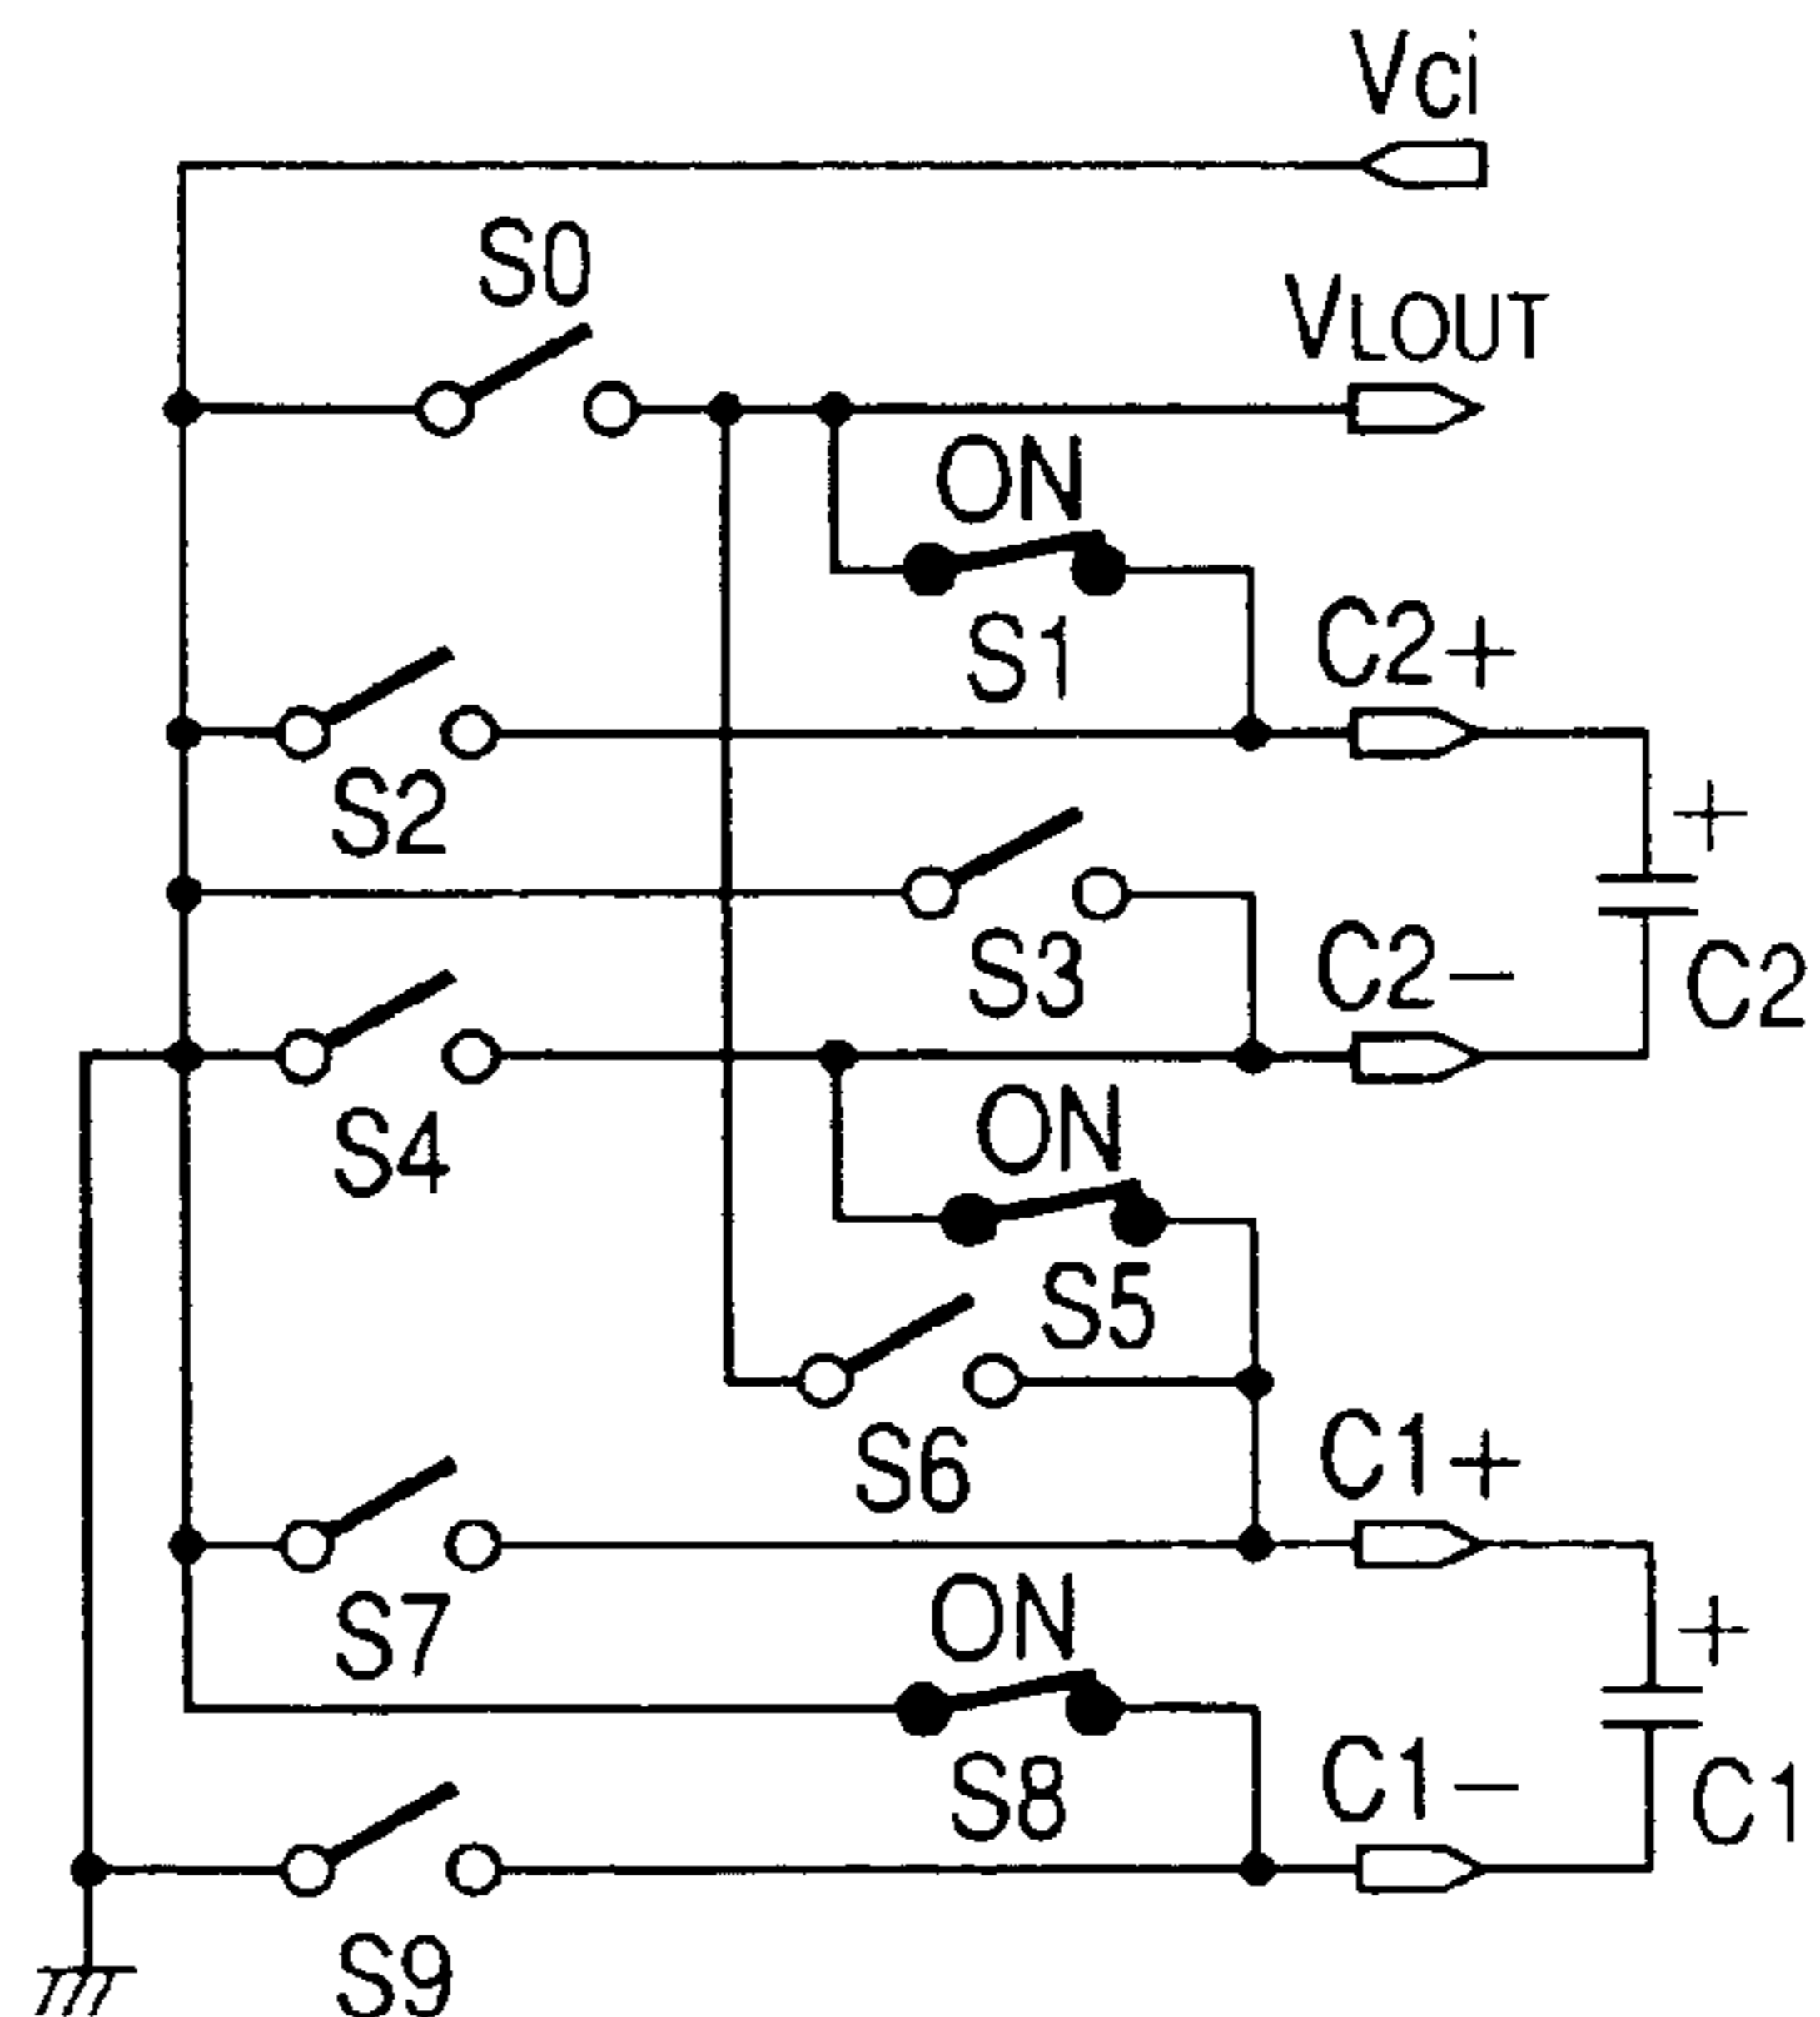 Vci
S0
VLOUT
ON
S1
C2+
S2
+
S3
C2-
C2
S4
ON
S5
S6
C1+
S7
ON
+
S8
C1-
C1
S9